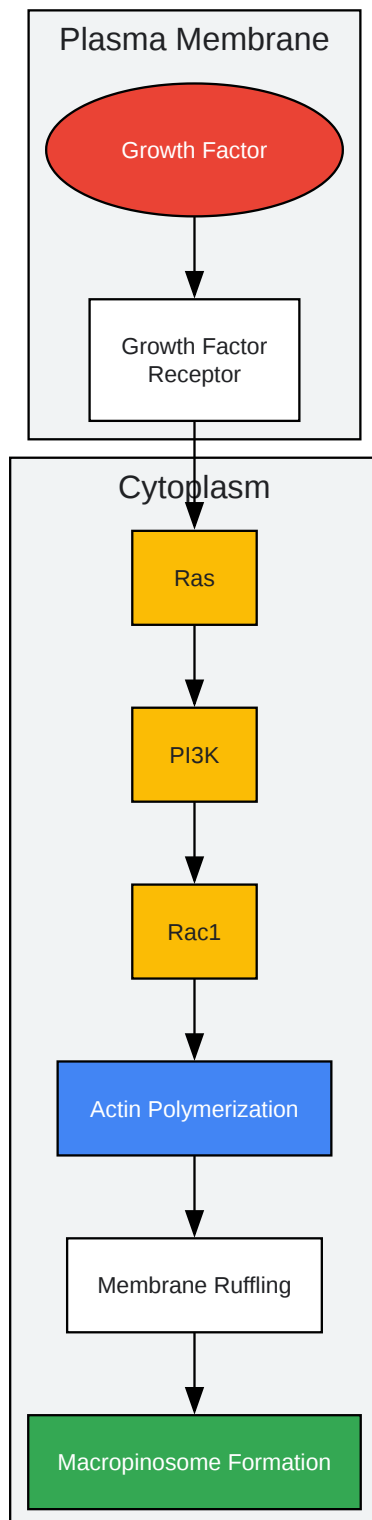 Plasma Membrane
Growth Factor
Growth Factor
Receptor
Cytoplasm
Ras
PI3K
Rac1
Actin Polymerization
Membrane Ruffling
Macropinosome Formation